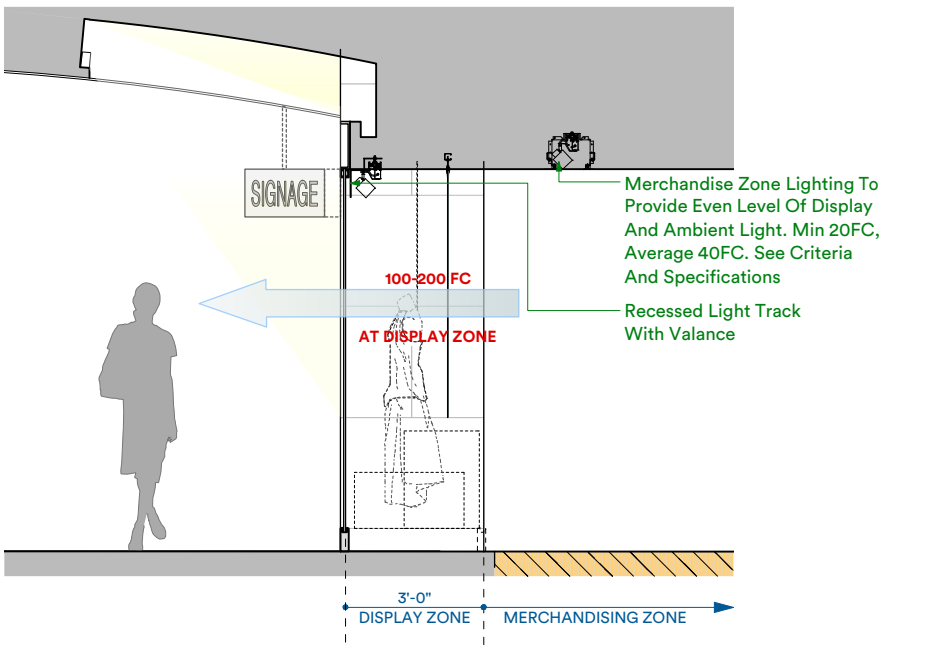 SIGNAGE
Merchandise Zone Lighting To
Provide Even Level Of Display
And Ambient Light. Min 20FC,
Average 40FC. See Criteria
And Specifications
100-200 FC
Recessed Light Track
With Valance
AT DISPLAY ZONE
3'-0"
DISPLAY ZONE
MERCHANDISING ZONE